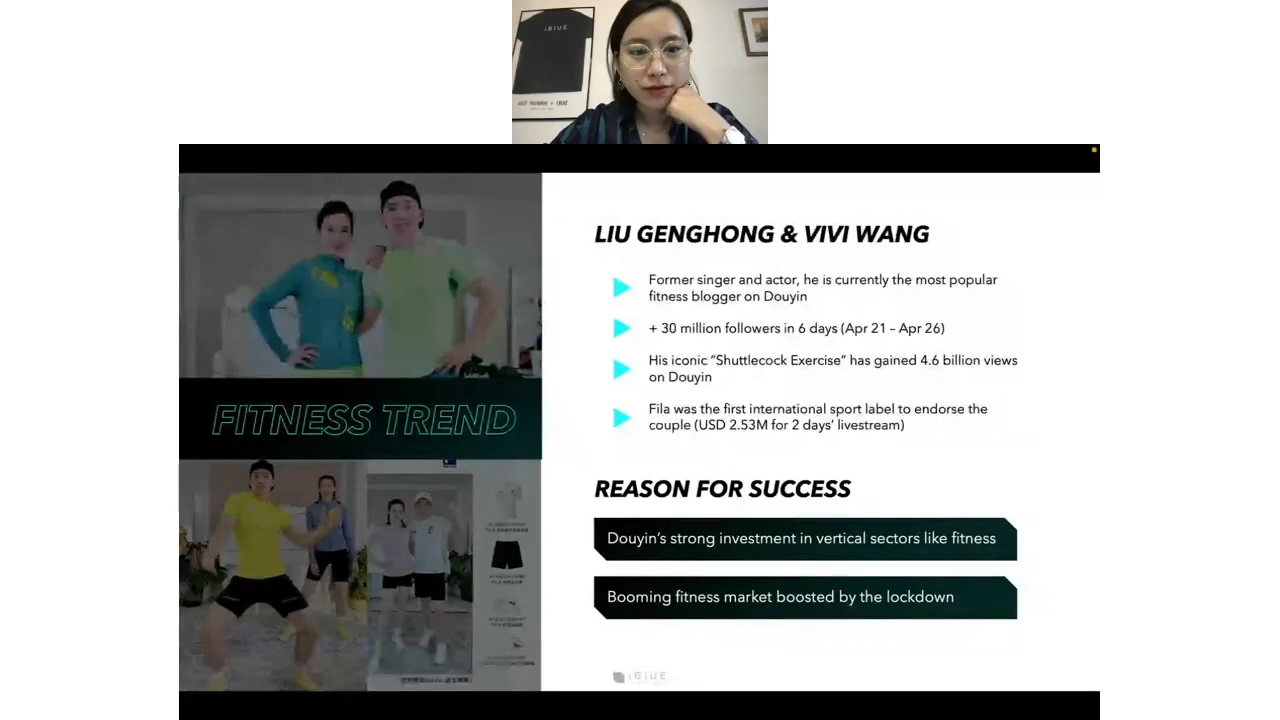 iBIUE
LIU GENGHONG & VIVI WANG
Former singer and actor, he is currently the most popular
fitness blogger on Douyin
+ 30 million followers in 6 days (Apr 21 – Apr 26)
His iconic “Shuttlecock Exercise” has gained 4.6 billion views
on Douyin
Fila was the first international sport label to endorse the
couple (USD 2.53M for 2 days’ livestream)
FITNESS TREND
REASON FOR SUCCESS
Douyin’s strong investment in vertical sectors like fitness
Booming fitness market boosted by the lockdown
iBIUE